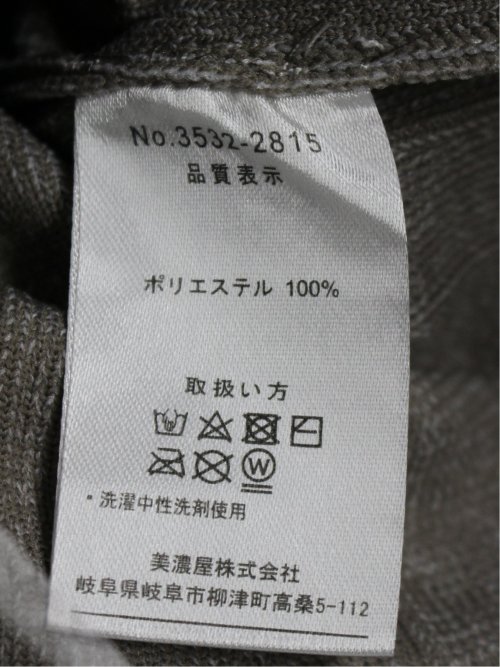 No.3532-2815
品質表示
ポリエステル 100%
取扱い方
W
・洗濯中性洗剤使用
美濃屋株式会社
岐阜県岐阜市柳津町高桑5-112